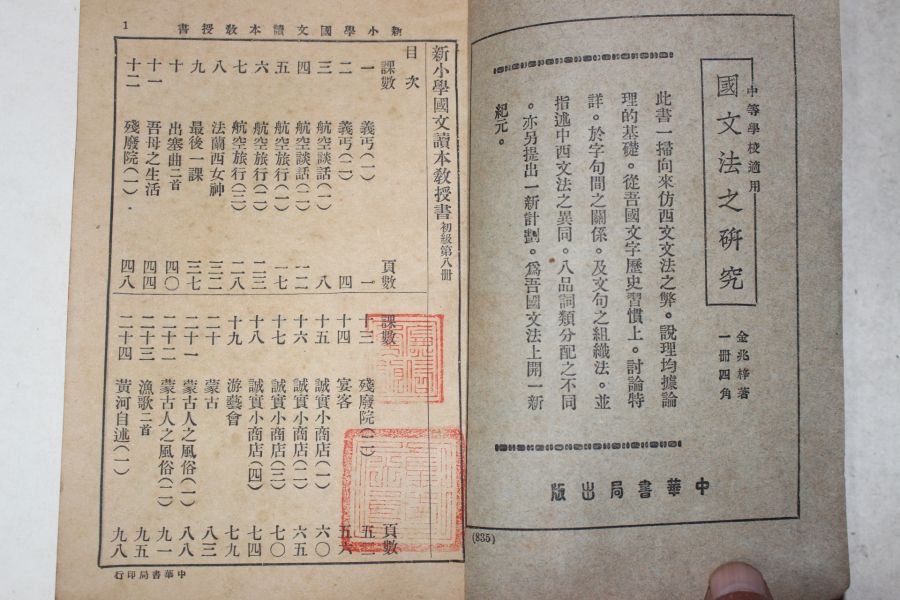 中等學校適用
國文法之硏究
金兆梓著
一冊四角
此書一掃向來仿西文文法之弊。說理均據論
理的基礎。從吾國文字歷史習慣上。討論特
詳。於字句間之關係。及文句之組織法。並
指述中西文法之異同。八品詞類分配之不同
。亦另提出一新計劃。爲吾國文法上開一新
紀元。
中華書局出版
(835)
新小學國文讀本教授書
1
新小學國文讀本教授書 初級第八冊
目次
課數 頁數
一 義丐(一) 一
二 義丐(二) 四
三 航空談話(一) 八
四 航空談話(二) 一二
五 航空旅行(一) 一七
六 航空旅行(二) 二三
七 航空旅行(三) 二八
八 法蘭西女神 三二
九 最後一課 三七
十 出塞曲二首 四〇
十一 吾母之生活 四四
十二 殘廢院(一) 四八
課數 頁數
十三 殘廢院(二) 五二
十四 宴客 五六
十五 誠實小商店(一) 六〇
十六 誠實小商店(二) 六五
十七 誠實小商店(三) 七〇
十八 誠實小商店(四) 七四
十九 游藝會 七九
二十 蒙古 八三
二十一 蒙古人之風俗(一) 八八
二十二 蒙古人之風俗(二) 九一
二十三 漁歌二首 九五
二十四 黃河自述(一) 九八
中華書局印行